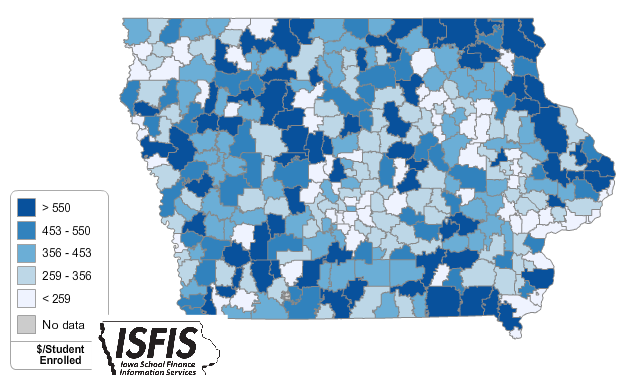 > 550
453 - 550
356 - 453
259 - 356
< 259
No data
$/Student
Enrolled
ISFIS
Iowa School Finance
Information Services